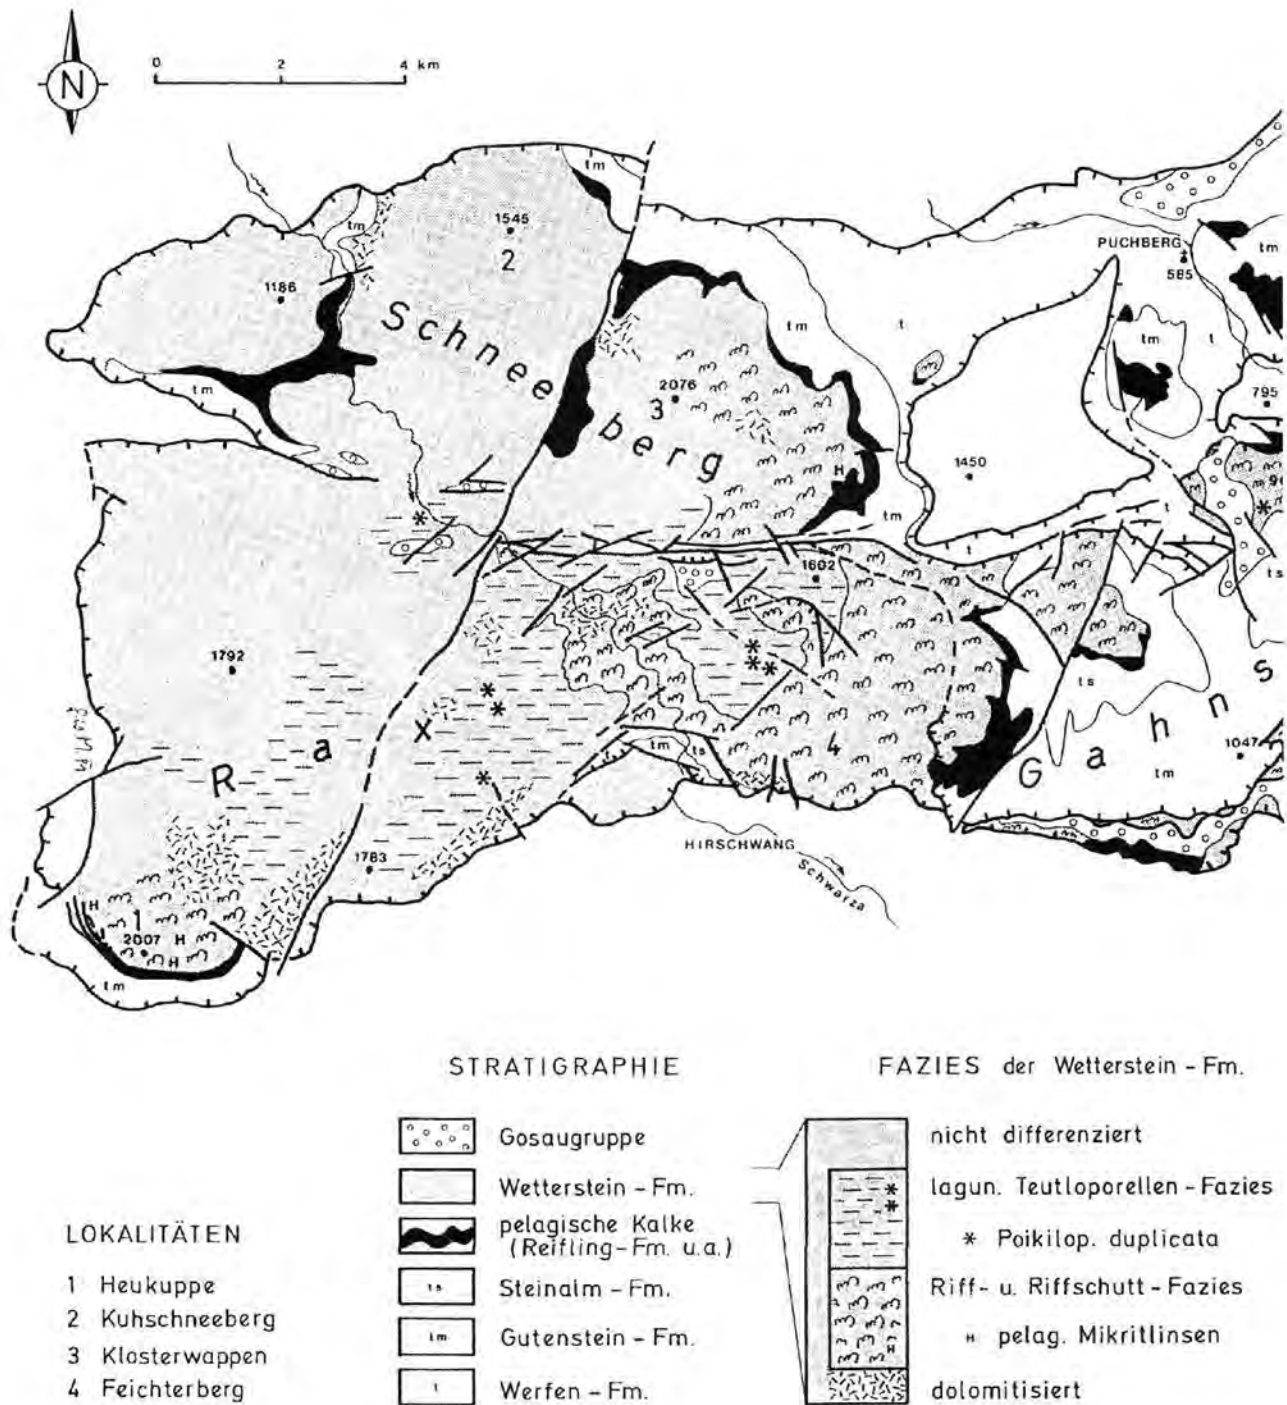 N
0 2 4 km
tm
1545
2
tm
PUCHBERG
585
tm
1186
Schneeberg
tm
t
tm
t
2076
3
795
tm
H
1450
t
tm
t
1602
ts
1792
ts
Rax
4
Gahns
tm
ts
1047
tm
HIRSCHWANG
Schwarza
1783
H
1
2007
H
H
tm
STRATIGRAPHIE
Gosaugruppe
Wetterstein - Fm.
pelagische Kalke
(Reifling - Fm. u.a.)
ts Steinalm - Fm.
tm Gutenstein - Fm.
t Werfen - Fm.
FAZIES der Wetterstein - Fm.
nicht differenziert
lagun. Teutloporellen - Fazies
* Poikilop. duplicata
Riff- u. Riffschutt - Fazies
H pelag. Mikritlinsen
dolomitisiert
LOKALITÄTEN
1 Heukuppe
2 Kuhschneeberg
3 Klosterwappen
4 Feichterberg